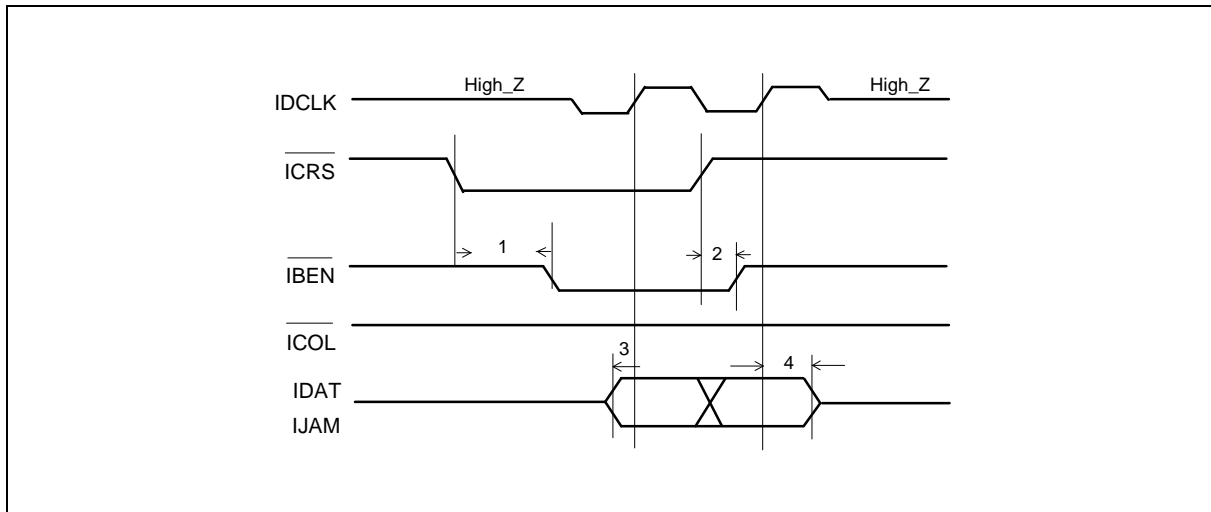 High_Z
High_Z
IDCLK
ICRS
1
2
IBEN
ICOL
3
4
IDAT
IJAM